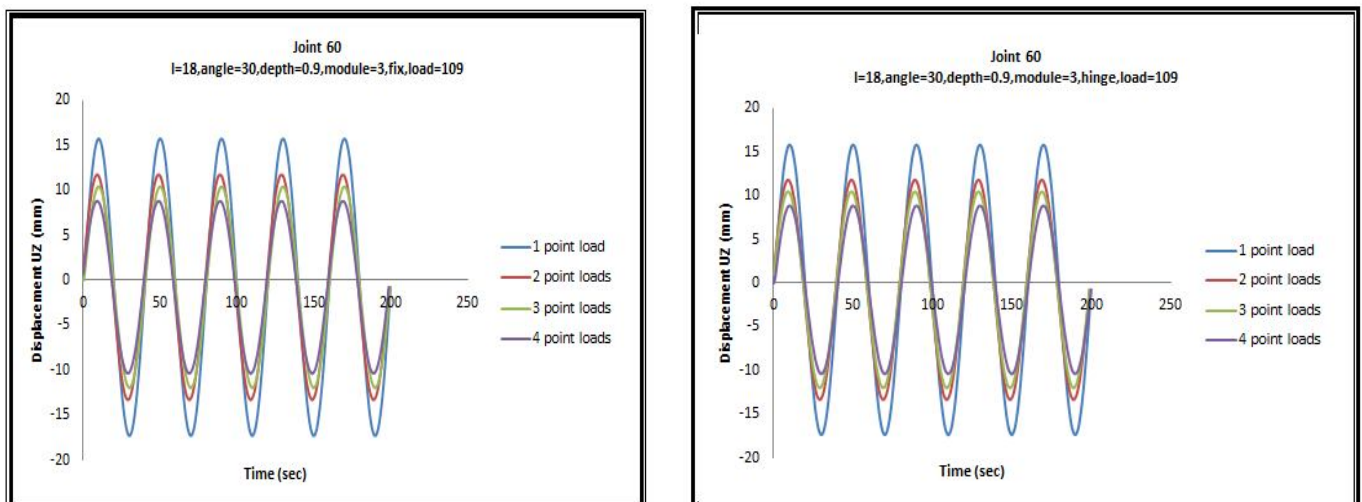 Joint 60
l=18,angle=30,depth=0.9,module=3,fix,load=109
20
15
10
5
0
-5
-10
-15
-20
0
50
100
150
200
250
Displacement UZ (mm)
Time (sec)
1 point load
2 point loads
3 point loads
4 point loads
Joint 60
l=18,angle=30,depth=0.9,module=3,hinge,load=109
20
15
10
5
0
-5
-10
-15
-20
0
50
100
150
200
250
Displacement UZ (mm)
Time (sec)
1 point load
2 point loads
3 point loads
4 point loads